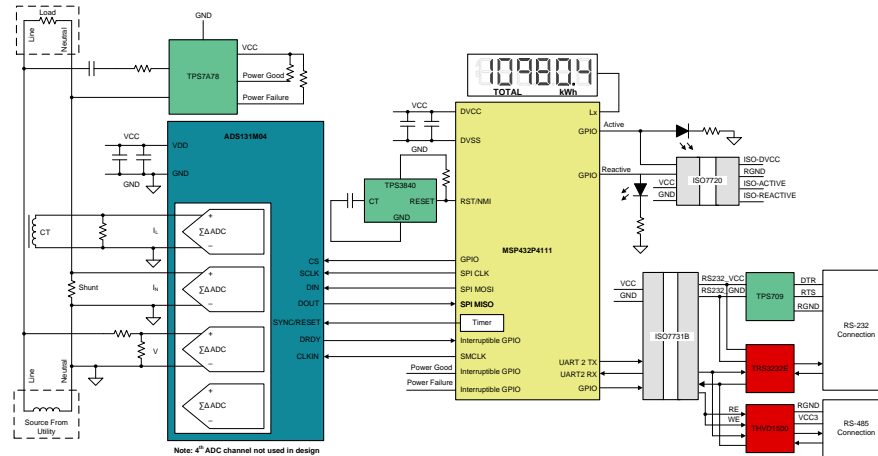 Load
Line
Neutral
GND
TPS7A78
VCC
Power Good
Power Failure
10980.4
TOTAL
kWh
ADS131M04
VCC
VDD
GND
GND
CT
I_L
+
ΣΔ ADC
−
Shunt
I_N
+
ΣΔ ADC
−
V
+
ΣΔ ADC
−
+
ΣΔ ADC
−
Line
Neutral
Source From
Utility
CS
SCLK
DIN
DOUT
SYNC/RESET
DRDY
CLKIN
Note: 4th ADC channel not used in design
VCC
GND
TPS3840
CT
RESET
GND
MSP432P4111
DVCC
DVSS
RST/NMI
GPIO
SPI CLK
SPI MOSI
SPI MISO
Timer
Interruptible GPIO
SMCLK
Power Good
Interruptible GPIO
Power Failure
Interruptible GPIO
Lx
GPIO
GPIO
UART 2 TX
UART2 RX
GPIO
Active
Reactive
VCC
GND
ISO7720
ISO-DVCC
RGND
ISO-ACTIVE
ISO-REACTIVE
VCC
GND
ISO7731B
RS232_VCC
RS232_GND
TPS709
DTR
RTS
RGND
RS-232
Connection
TRS3232E
RE
WE
THVD1500
RGND
VCC3
RS-485
Connection